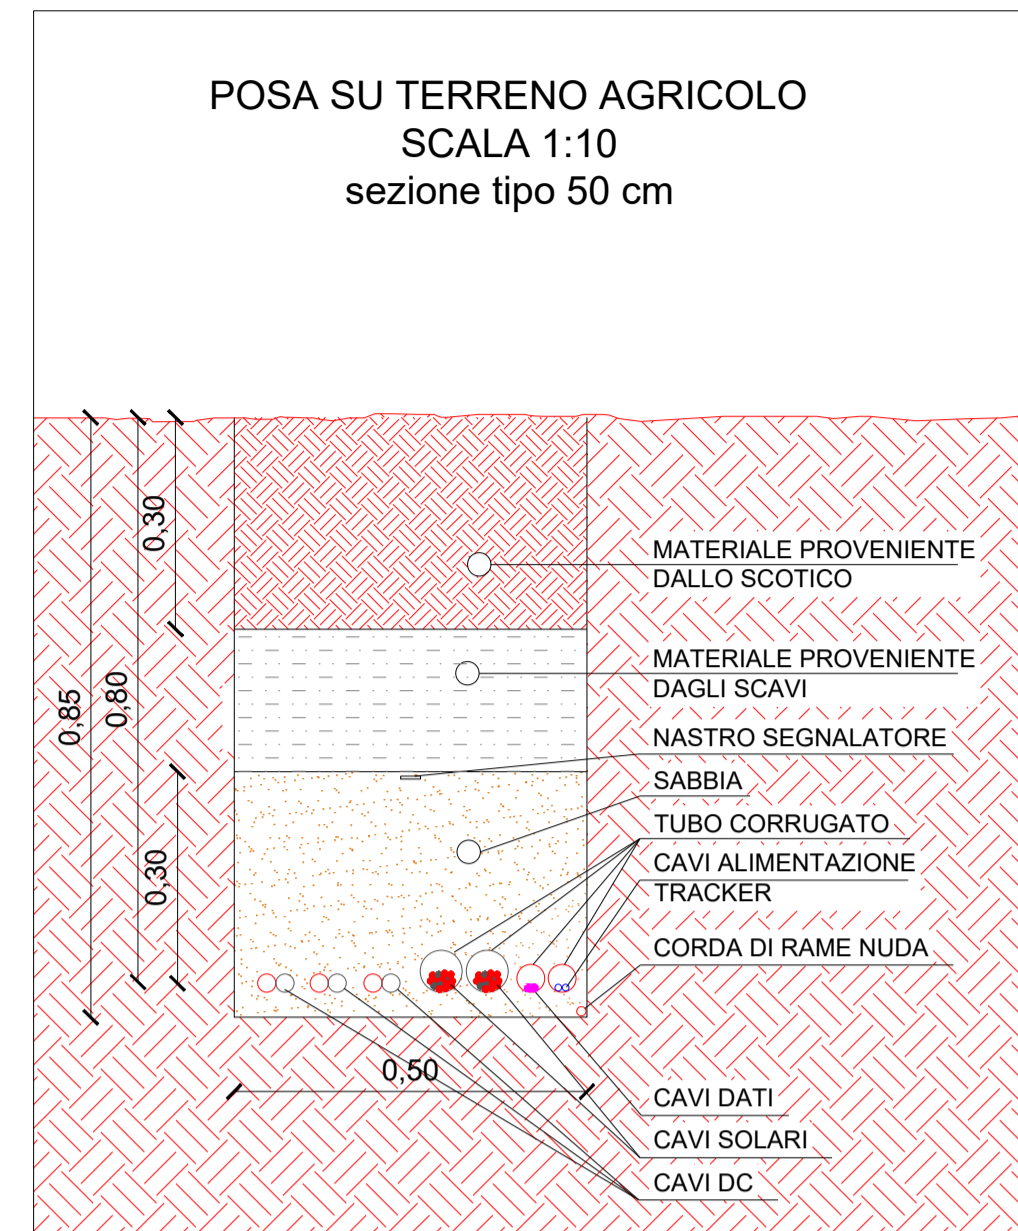 POSA SU TERRENO AGRICOLO
SCALA 1:10
sezione tipo 50 cm
0,30
MATERIALE PROVENIENTE
DALLO SCOTICO
MATERIALE PROVENIENTE
DAGLI SCAVI
0,85
0,80
NASTRO SEGNALATORE
SABBIA
TUBO CORRUGATO
0,30
CAVI ALIMENTAZIONE
TRACKER
CORDA DI RAME NUDA
0,50
CAVI DATI
CAVI SOLARI
CAVI DC